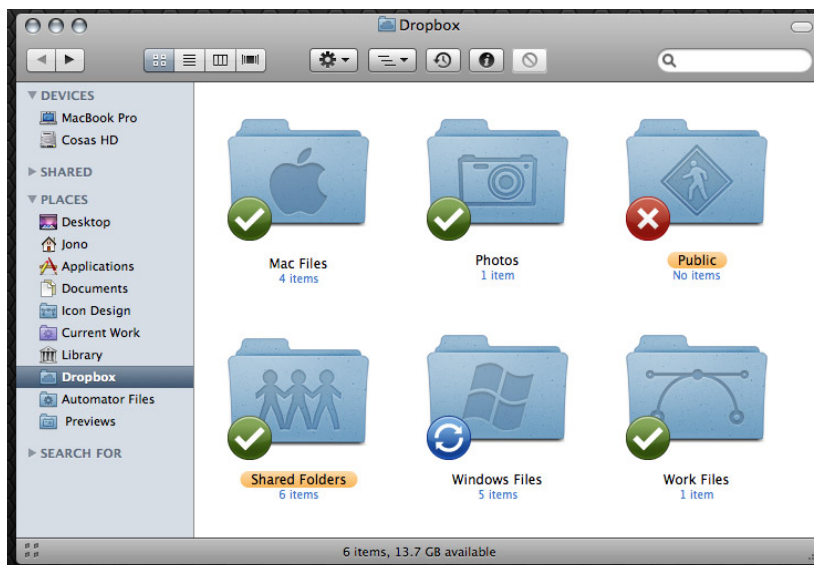 Dropbox
DEVICES
MacBook Pro
Cosas HD
SHARED
PLACES
Desktop
Jono
Applications
Documents
Icon Design
Current Work
Library
Dropbox
Automator Files
Previews
SEARCH FOR
Mac Files
4 items
Photos
1 item
Public
No items
Shared Folders
6 items
Windows Files
5 items
Work Files
1 item
6 items, 13.7 GB available